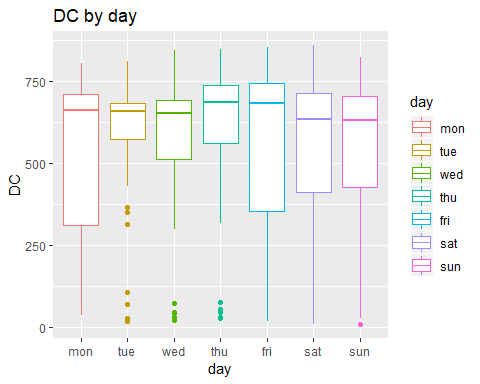 DC by day
DC
750
500
250
0
mon tue wed thu fri sat sun
day
day
mon
tue
wed
thu
fri
sat
sun